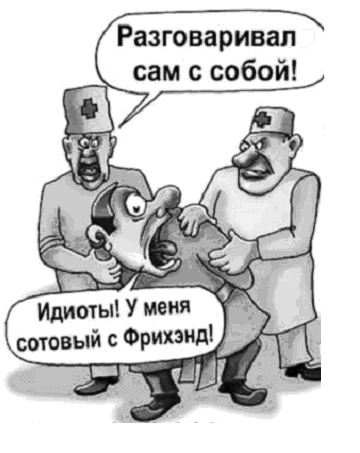 Разговаривал
сам с собой!
Идиоты! У меня
сотовый с Фрихэнд!